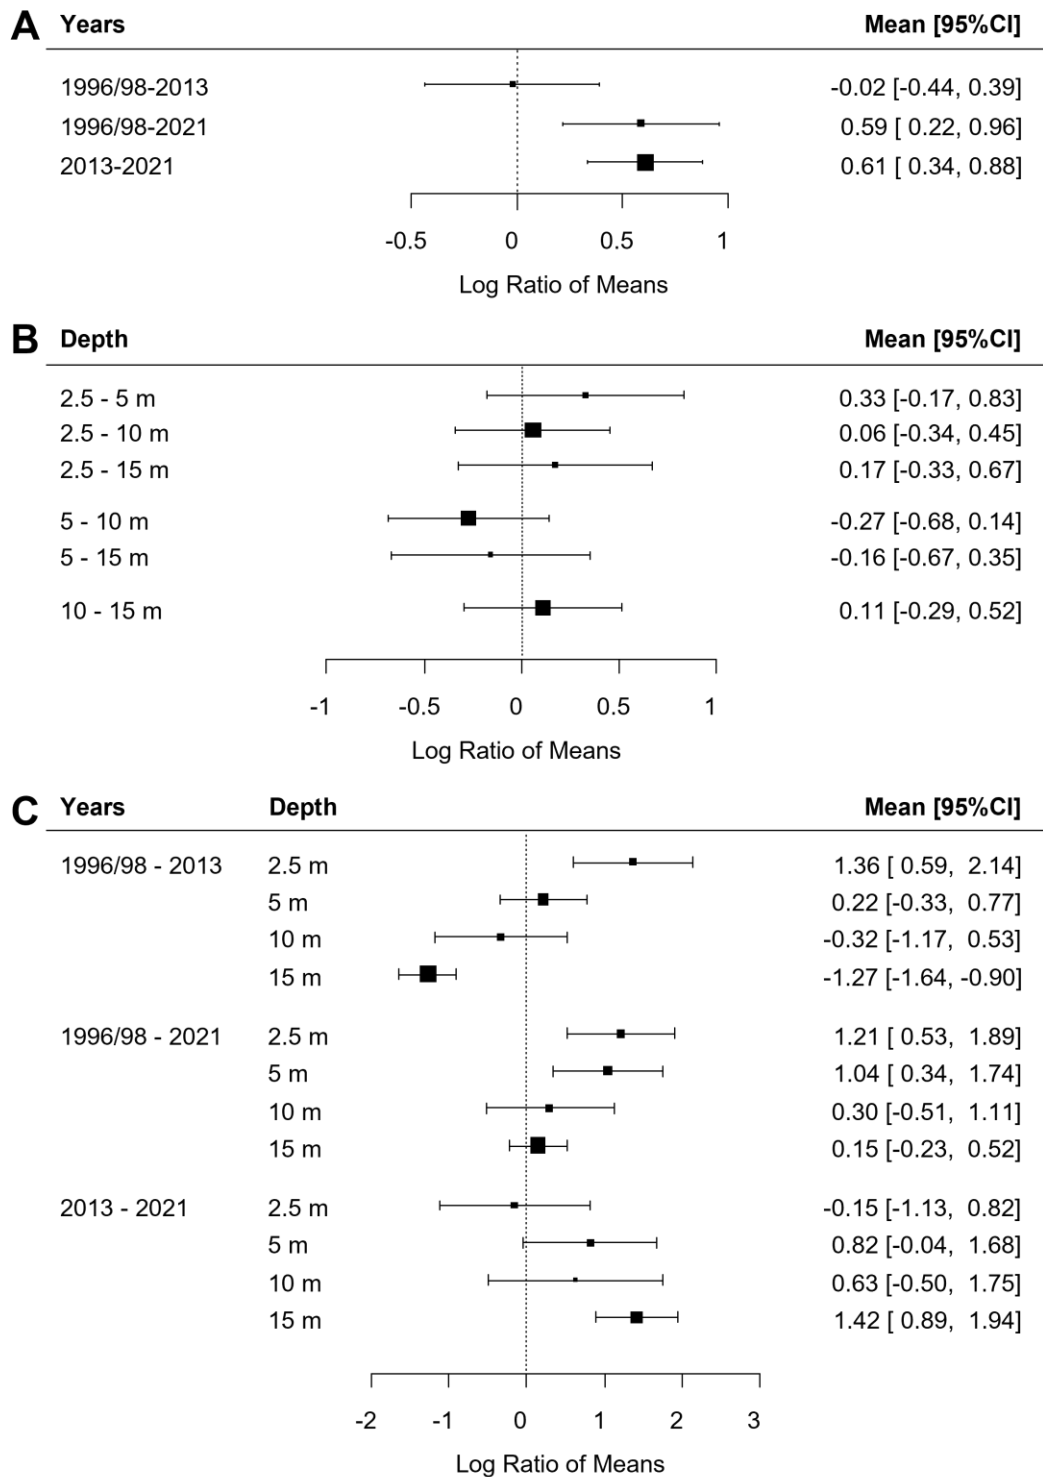 A Years Mean [95%CI]
1996/98-2013 -0.02 [-0.44, 0.39]
1996/98-2021 0.59 [ 0.22, 0.96]
2013-2021 0.61 [ 0.34, 0.88]
-0.5 0 0.5 1
Log Ratio of Means
B Depth Mean [95%CI]
2.5 - 5 m 0.33 [-0.17, 0.83]
2.5 - 10 m 0.06 [-0.34, 0.45]
2.5 - 15 m 0.17 [-0.33, 0.67]
5 - 10 m -0.27 [-0.68, 0.14]
5 - 15 m -0.16 [-0.67, 0.35]
10 - 15 m 0.11 [-0.29, 0.52]
-1 -0.5 0 0.5 1
Log Ratio of Means
C Years Depth Mean [95%CI]
1996/98 - 2013 2.5 m 1.36 [ 0.59, 2.14]
5 m 0.22 [-0.33, 0.77]
10 m -0.32 [-1.17, 0.53]
15 m -1.27 [-1.64, -0.90]
1996/98 - 2021 2.5 m 1.21 [ 0.53, 1.89]
5 m 1.04 [ 0.34, 1.74]
10 m 0.30 [-0.51, 1.11]
15 m 0.15 [-0.23, 0.52]
2013 - 2021 2.5 m -0.15 [-1.13, 0.82]
5 m 0.82 [-0.04, 1.68]
10 m 0.63 [-0.50, 1.75]
15 m 1.42 [ 0.89, 1.94]
-2 -1 0 1 2 3
Log Ratio of Means